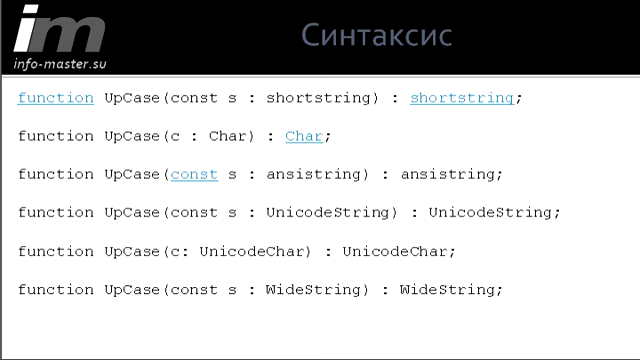 im
Синтаксис
info-master.su
function UpCase(const s : shortstring) : shortstring;
function UpCase(c : Char) : Char;
function UpCase(const s : ansistring) : ansistring;
function UpCase(const s : UnicodeString) : UnicodeString;
function UpCase(c: UnicodeChar) : UnicodeChar;
function UpCase(const s : WideString) : WideString;